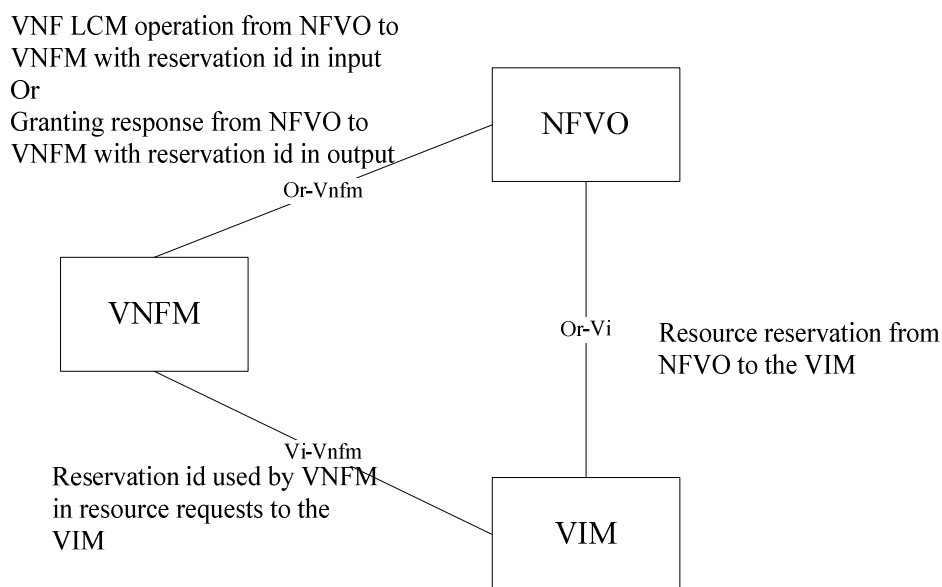 VNF LCM operation from NFVO to
VNFM with reservation id in input
Or
Granting response from NFVO to
VNFM with reservation id in output
NFVO
Or-Vnfm
VNFM
Or-Vi
Resource reservation from
NFVO to the VIM
Vi-Vnfm
Reservation id used by VNFM
in resource requests to the
VIM
VIM